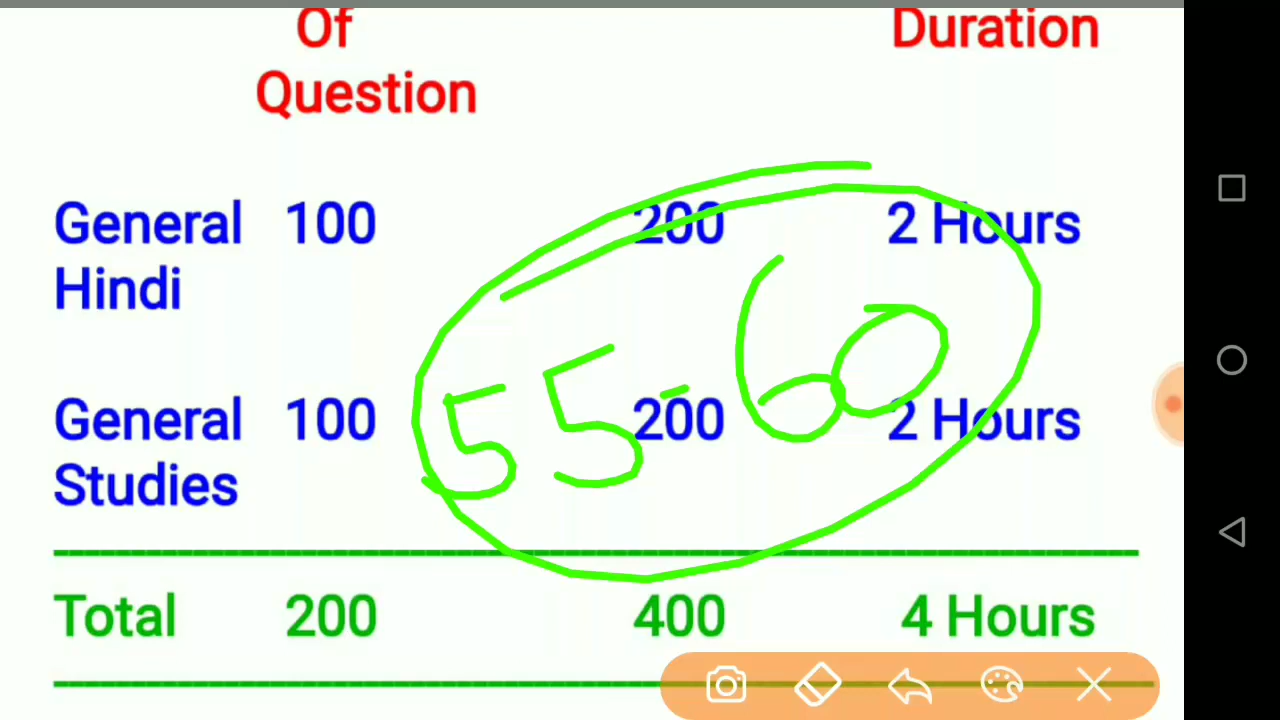 Of Duration
Question
General 100 200 2 Hours
Hindi
55-60
General 100 200 2 Hours
Studies
Total 200 400 4 Hours